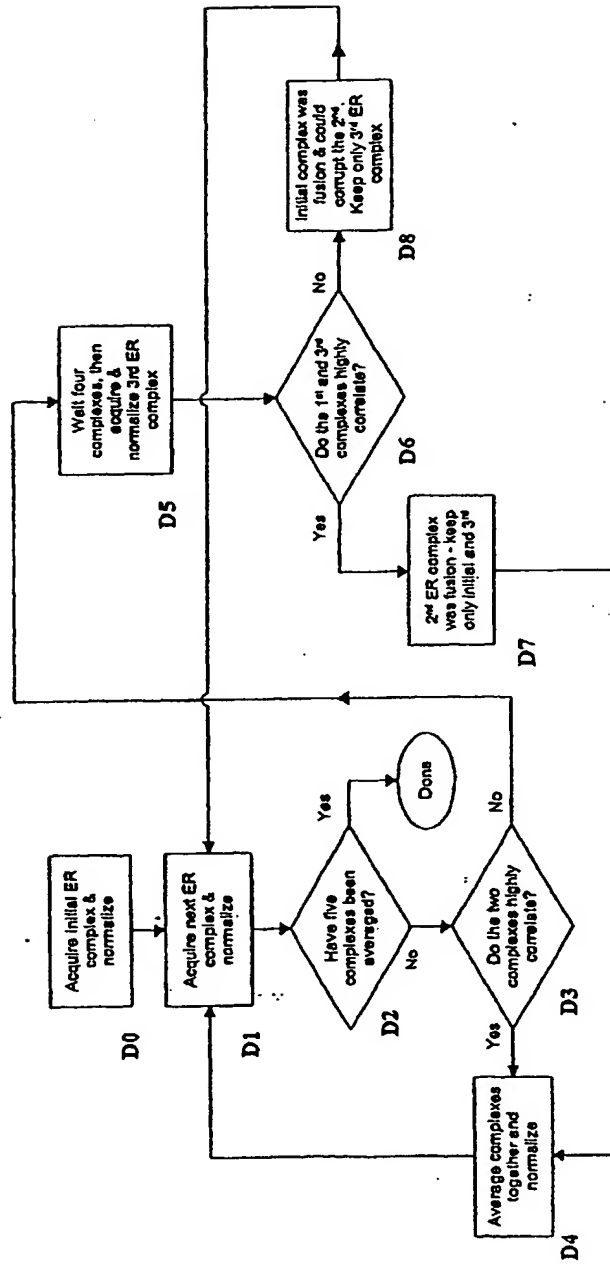 Acquire initial ER
complex &
normalize
D0
Acquire next ER
complex &
normalize
D1
Have five
complexes been
averaged?
D2
Yes
Done
No
Do the two
complexes highly
correlate?
D3
Yes
No
Average complexes
together and
normalize
D4
Wait four
complexes, then
acquire &
normalize 3rd ER
complex
D5
Do the 1st and 3rd
complexes highly
correlate?
D6
Yes
No
2nd ER complex
was fusion - keep
only initial and 3rd
D7
Initial complex was
fusion & could
corrupt the 2nd.
Keep only 3rd ER
complex
D8